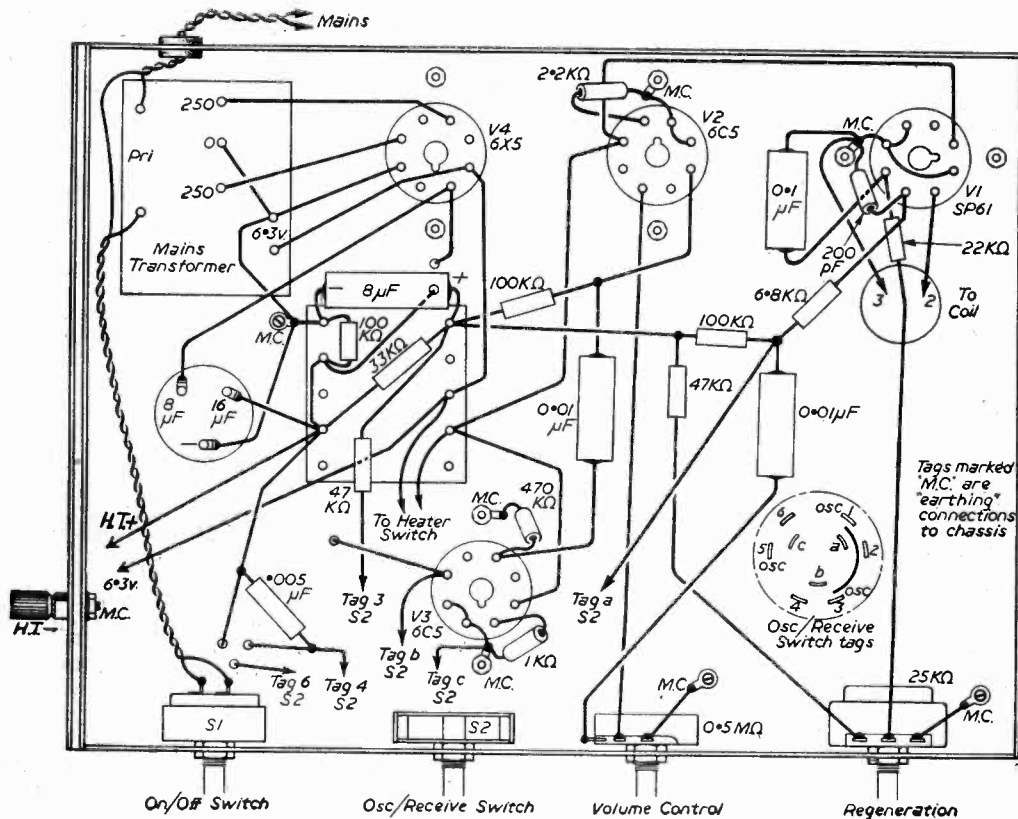 Mains
250
Pri
250
6·3v.
Mains
Transformer
V4
6X5
2·2KΩ
M.C.
V2
6C5
M.C.
V1
SP61
0·1
µF
200
pF
22KΩ
3
2
To
Coil
6·8KΩ
8µF
100KΩ
100
KΩ
33KΩ
M.C.
100KΩ
47KΩ
8
µF
16
µF
0·01
µF
0·01µF
47
KΩ
470
KΩ
M.C.
To Heater
Switch
Tags marked
"M.C." are
"earthing"
connections
to chassis
H.T.+
6·3v.
H.T.−
M.C.
·005
µF
Tag 3
S2
V3
6C5
Tag b
S2
Tag c
S2
M.C.
1KΩ
Tag a
S2
Tag 6
S2
Tag 4
S2
6
osc
1
5
osc
c
a
2
b
4
3
osc
Osc/Receive
Switch tags
S1
S2
M.C.
0·5MΩ
25KΩ
M.C.
On/Off Switch
Osc/Receive Switch
Volume Control
Regeneration